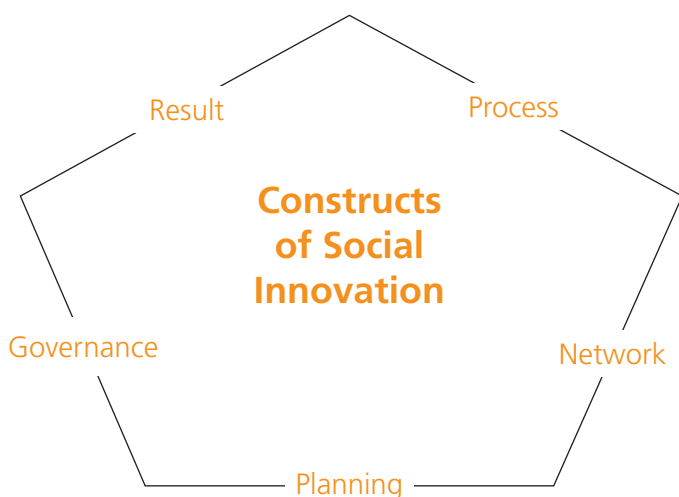 Result
Process
Constructs
of Social
Innovation
Governance
Network
Planning